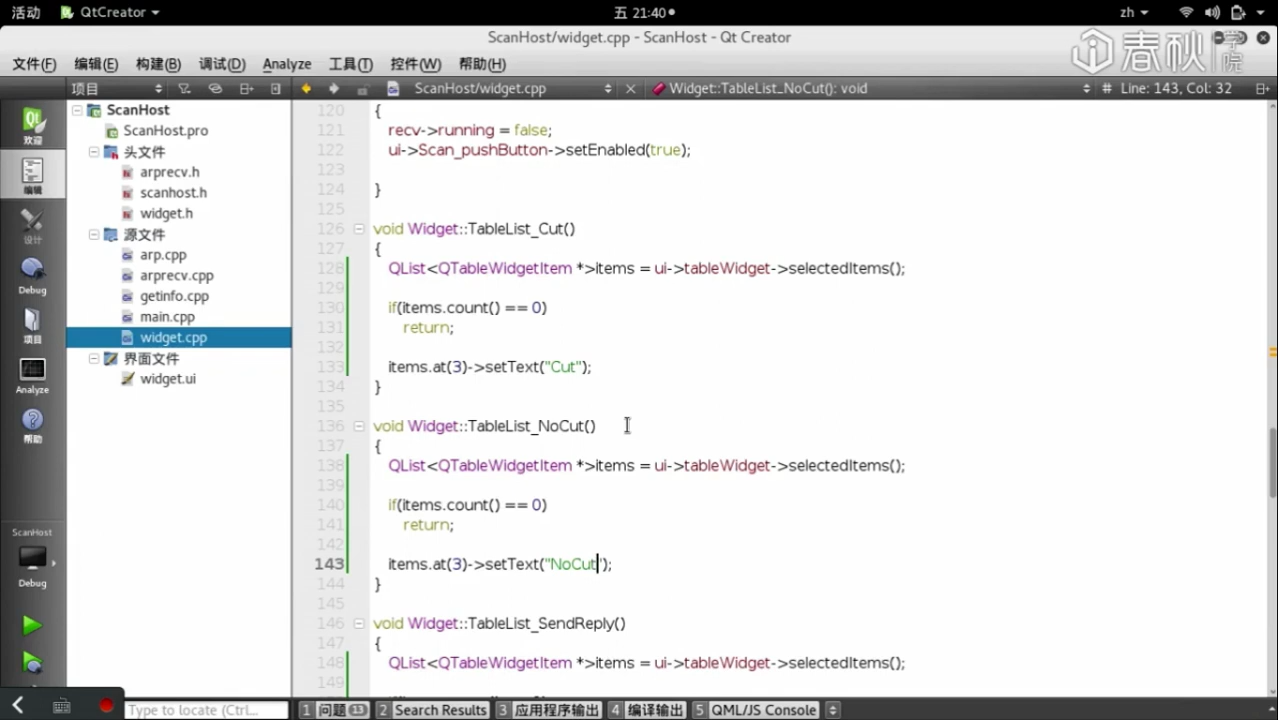 活动 QtCreator 五 21:40 zh
ScanHost/widget.cpp - ScanHost - Qt Creator
春秋学院
文件(F) 编辑(E) 构建(B) 调试(D) Analyze 工具(T) 控件(W) 帮助(H)
项目 ScanHost/widget.cpp Widget::TableList_NoCut(): void # Line: 143, Col: 32
欢迎
编辑
设计
Debug
项目
Analyze
帮助
ScanHost
Debug
ScanHost
ScanHost.pro
头文件
arprecv.h
scanhost.h
widget.h
源文件
arp.cpp
arprecv.cpp
getinfo.cpp
main.cpp
widget.cpp
界面文件
widget.ui
120 {
121 recv->running = false;
122 ui->Scan_pushButton->setEnabled(true);
123
124 }
125
126 void Widget::TableList_Cut()
127 {
128 QList<QTableWidgetItem *>items = ui->tableWidget->selectedItems();
129
130 if(items.count() == 0)
131 return;
132
133 items.at(3)->setText("Cut");
134 }
135
136 void Widget::TableList_NoCut()
137 {
138 QList<QTableWidgetItem *>items = ui->tableWidget->selectedItems();
139
140 if(items.count() == 0)
141 return;
142
143 items.at(3)->setText("NoCut");
144 }
145
146 void Widget::TableList_SendReply()
147 {
148 QList<QTableWidgetItem *>items = ui->tableWidget->selectedItems();
149
Type to locate (Ctrl... 1 问题 13 2 Search Results 3 应用程序输出 4 编译输出 5 QML/JS Console